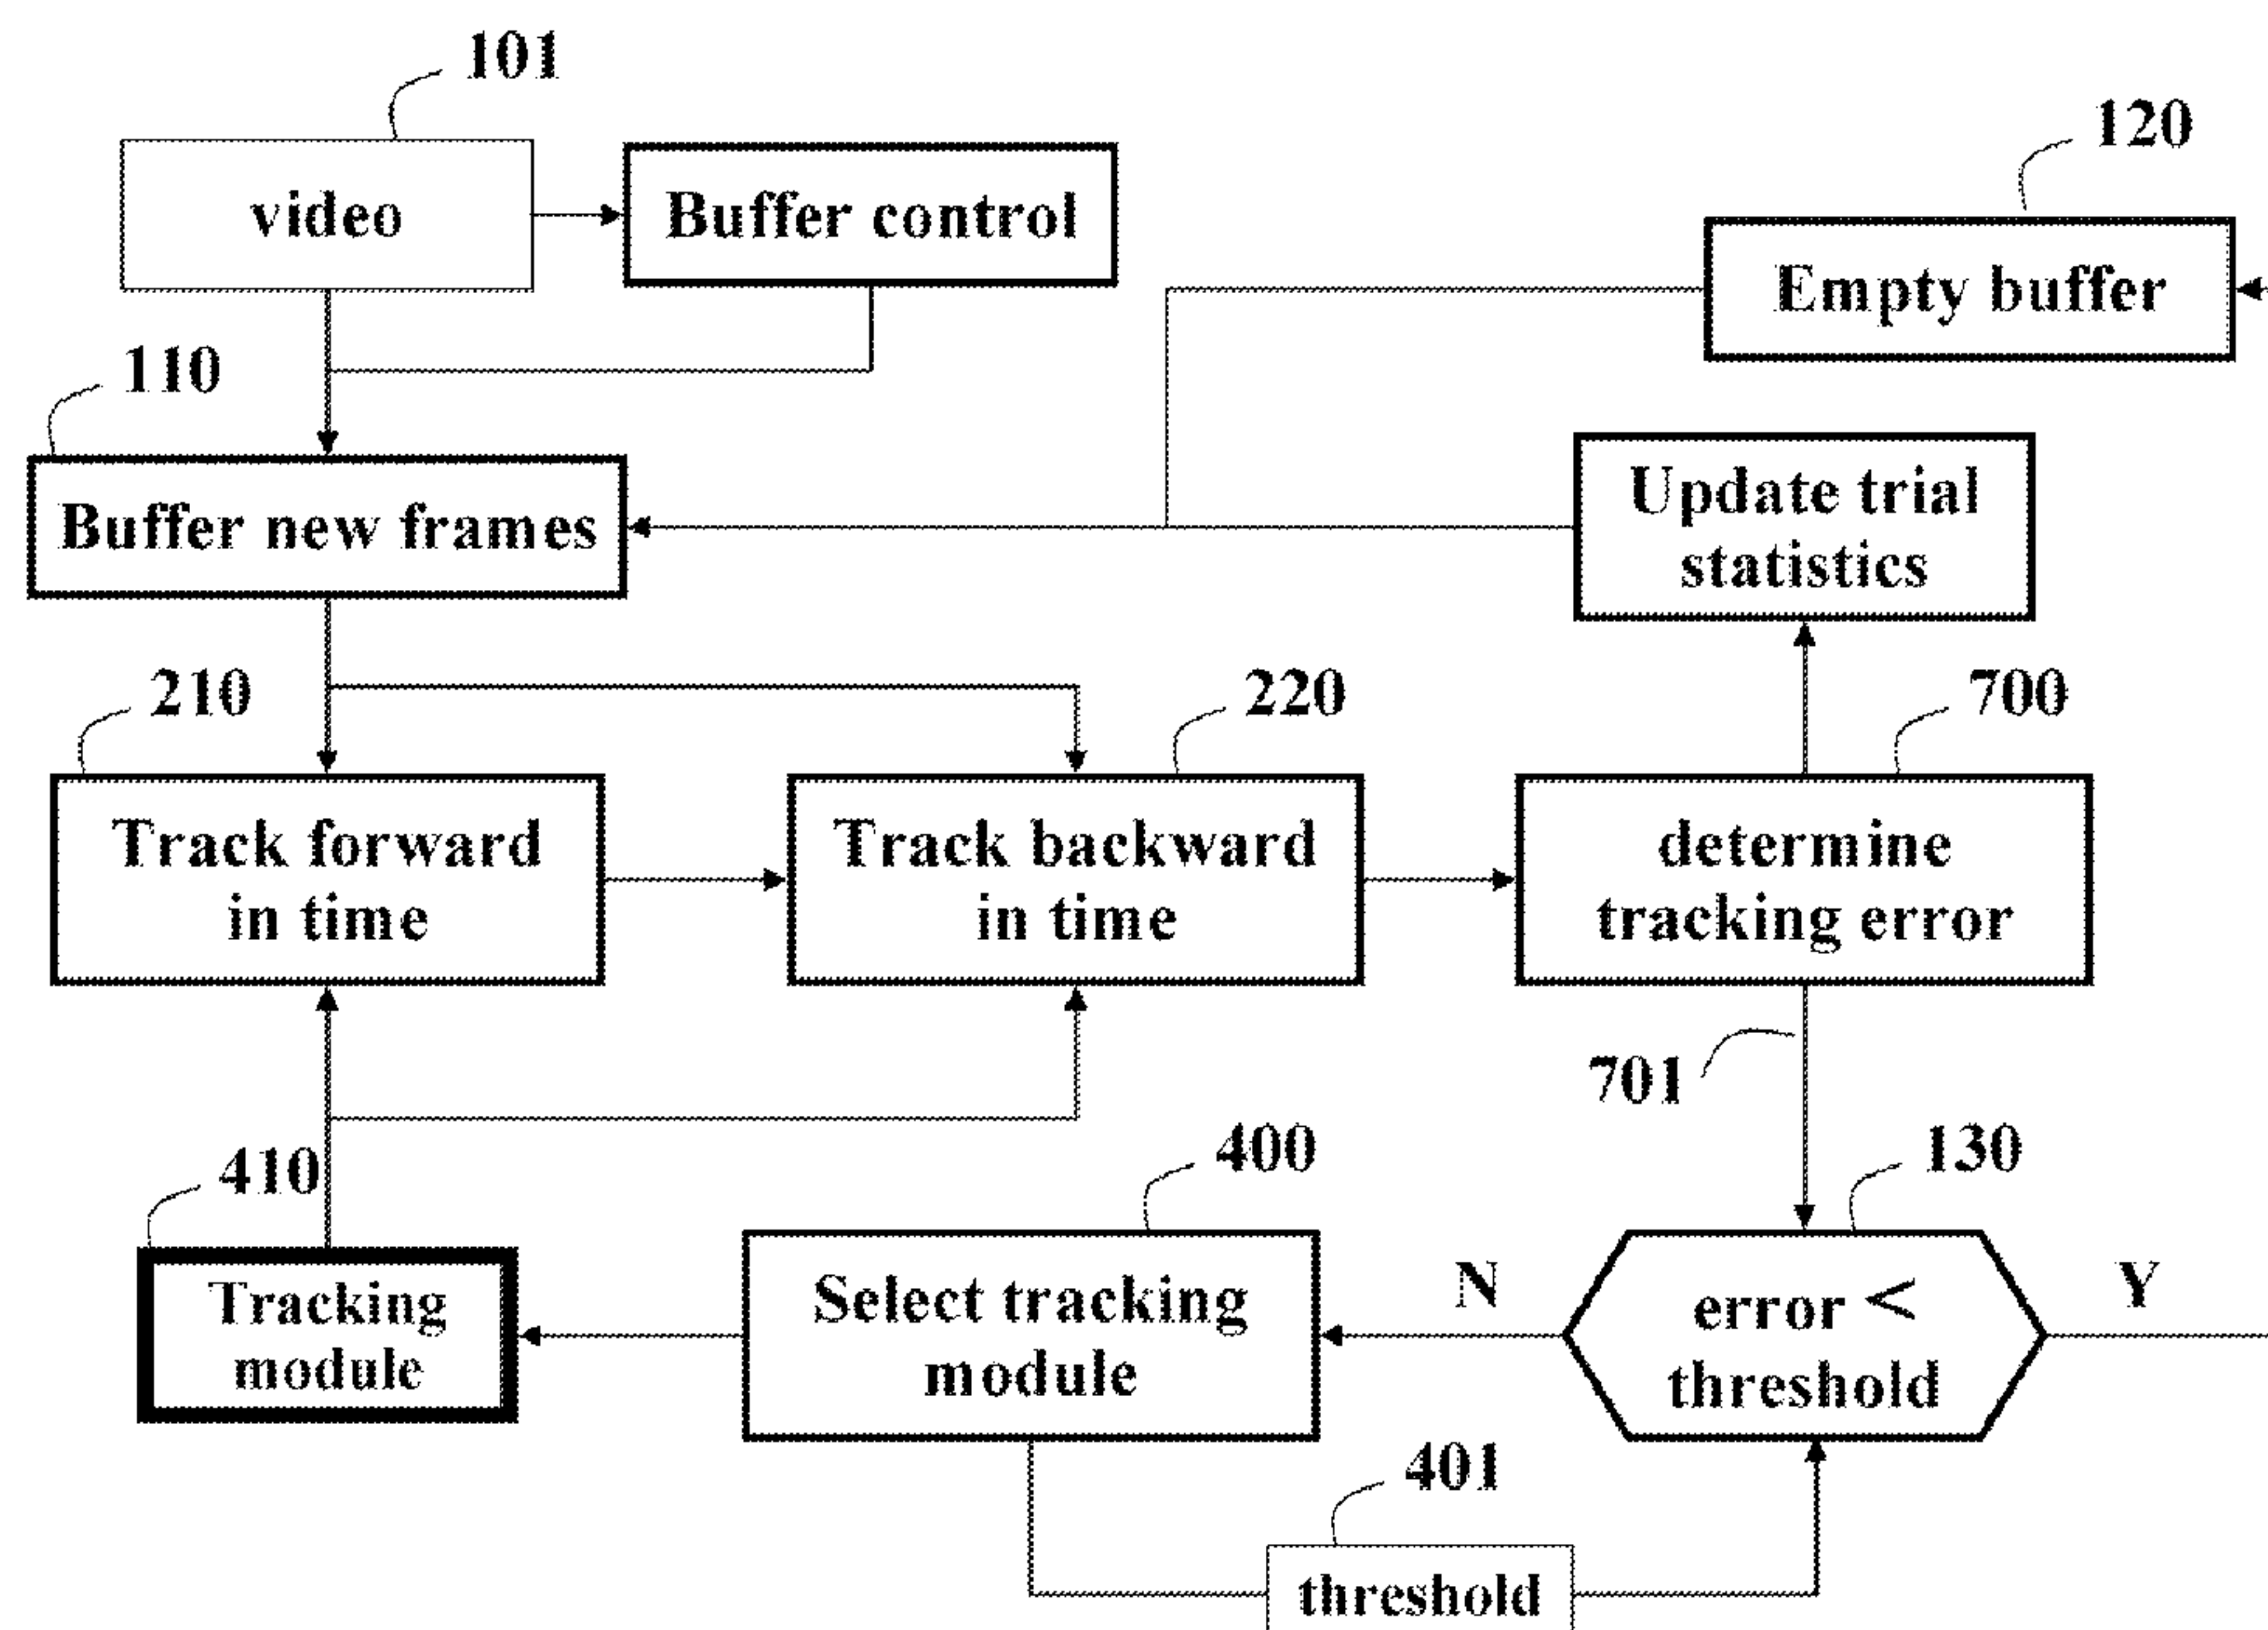 101
video
Buffer control
120
Empty buffer
110
Buffer new frames
Update trial
statistics
210
220
700
Track forward
in time
Track backward
in time
determine
tracking error
701
410
400
130
Tracking
module
Select tracking
module
N
error <
threshold
Y
401
threshold